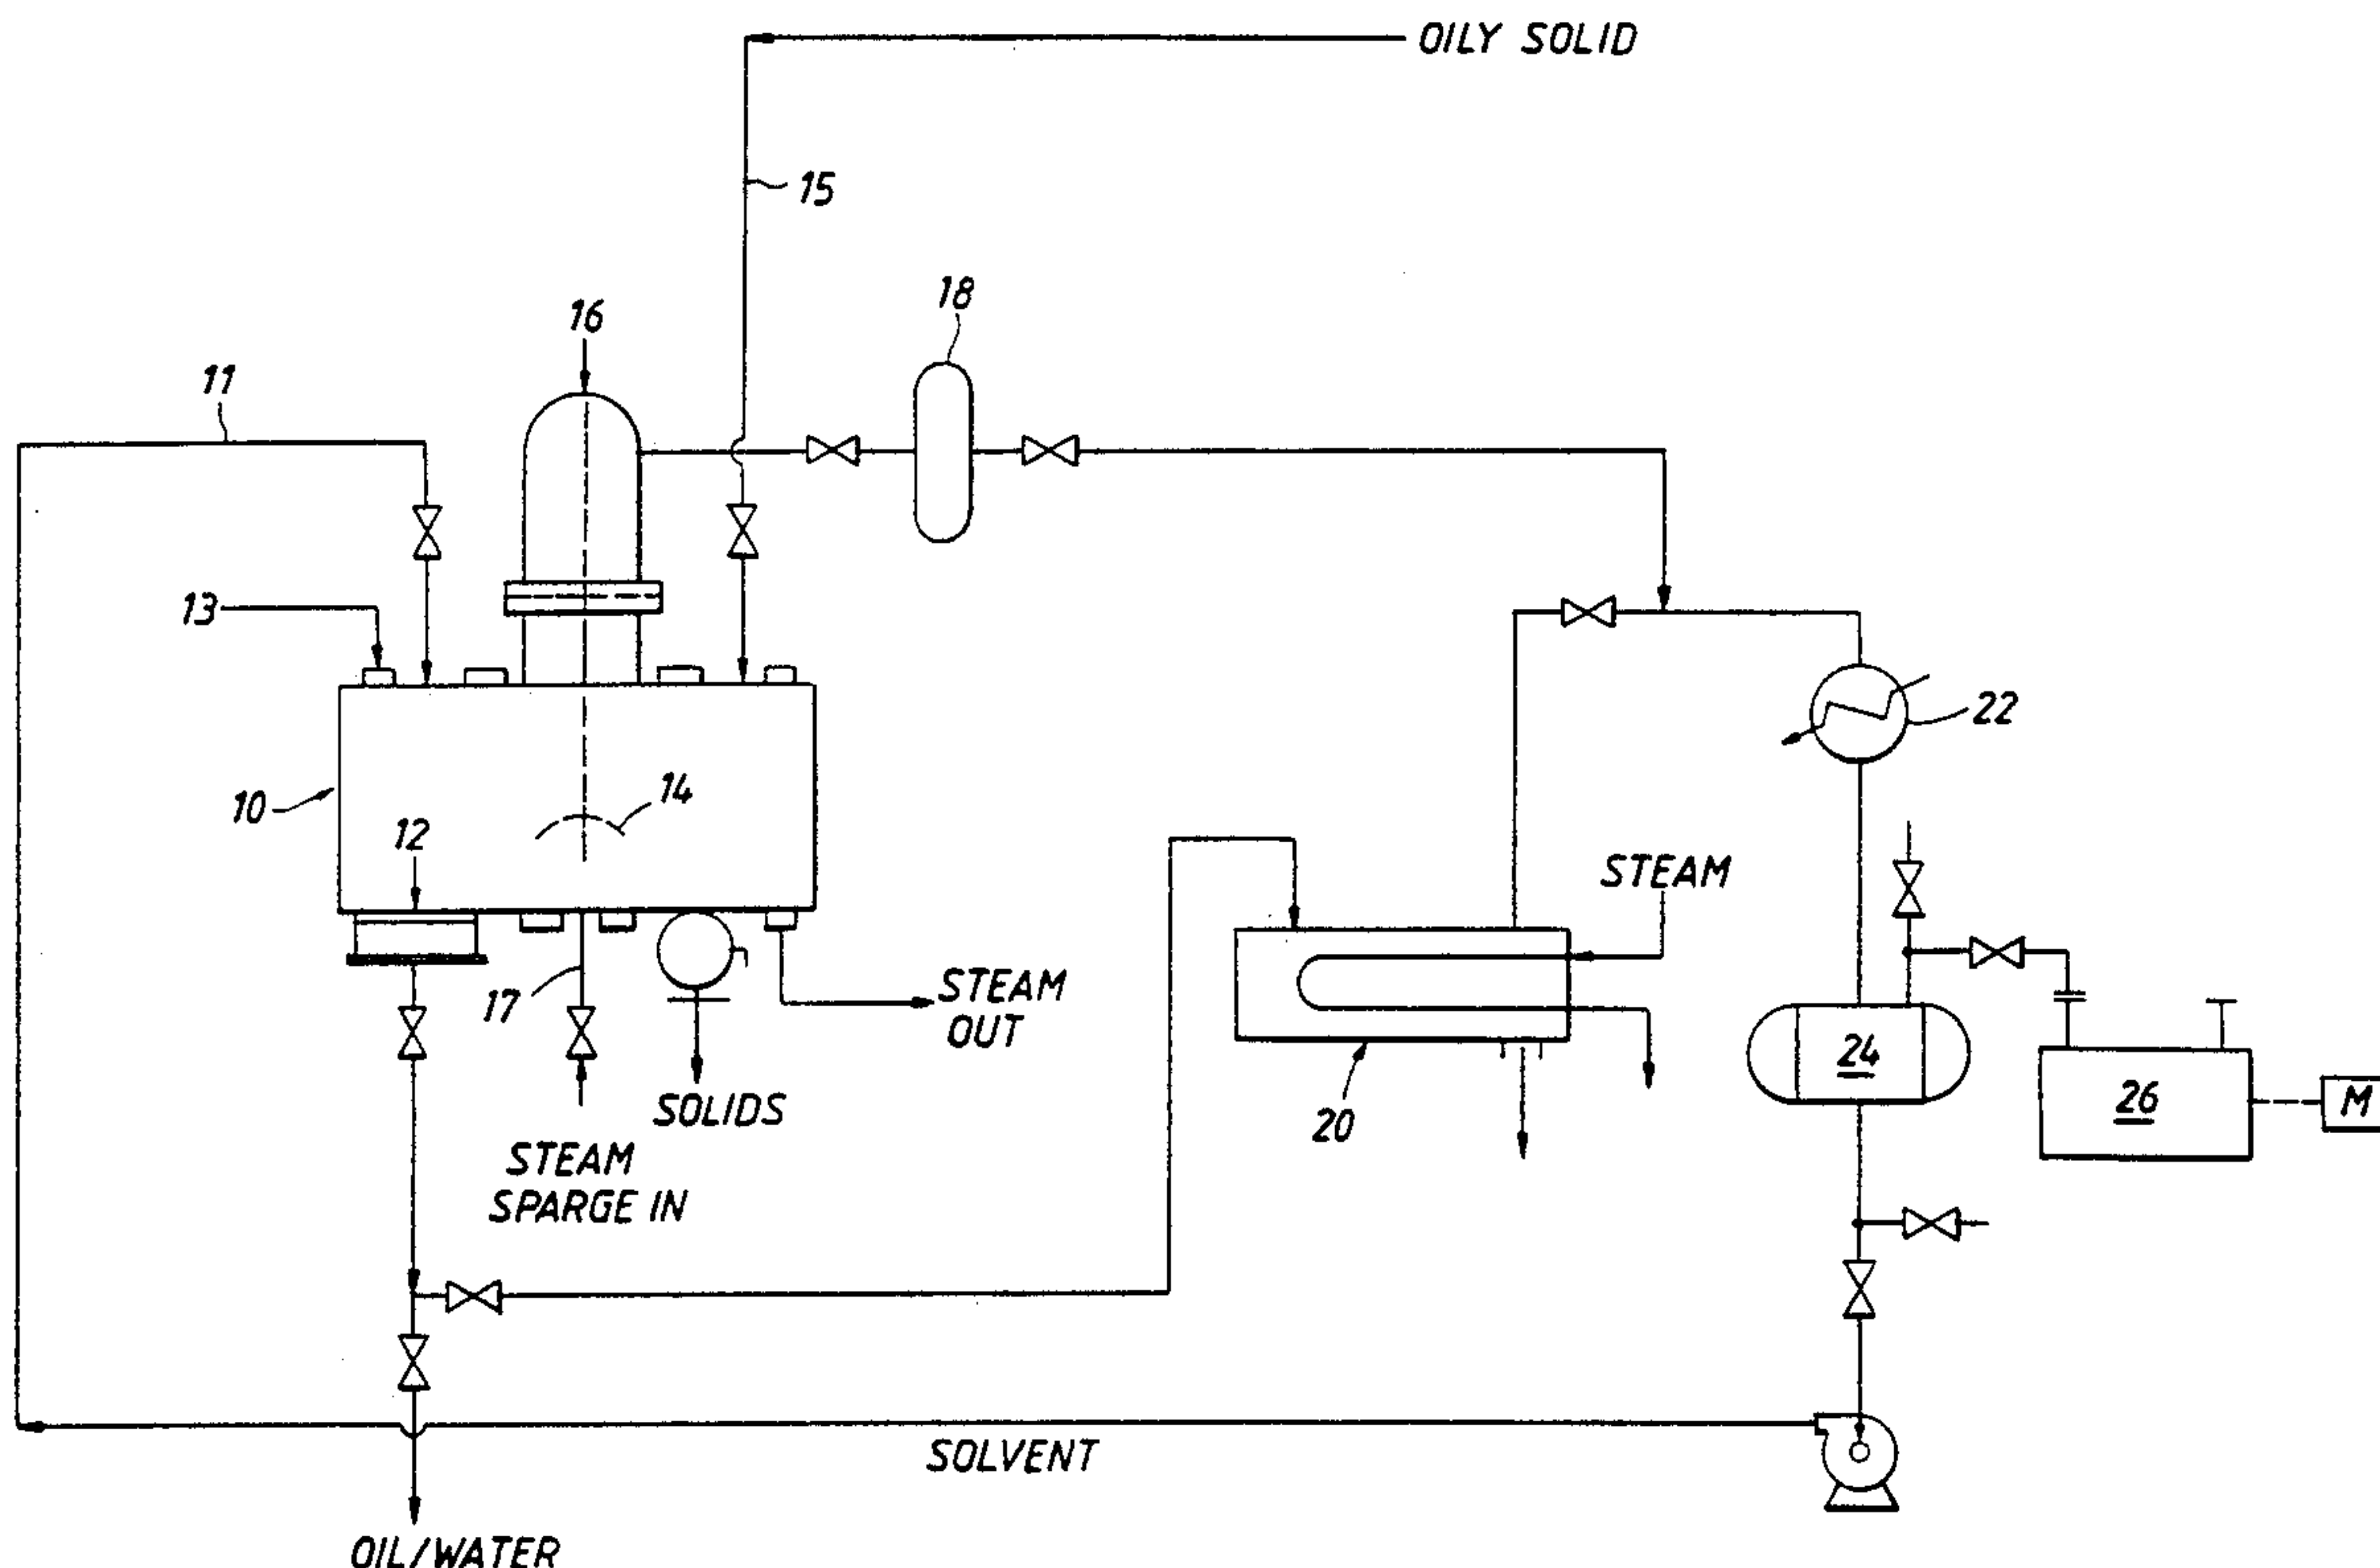 OILY SOLID
15
18
16
11
13
22
14
10
12
STEAM
17
STEAM
OUT
24
26
M
SOLIDS
20
STEAM
SPARGE IN
SOLVENT
OIL/WATER